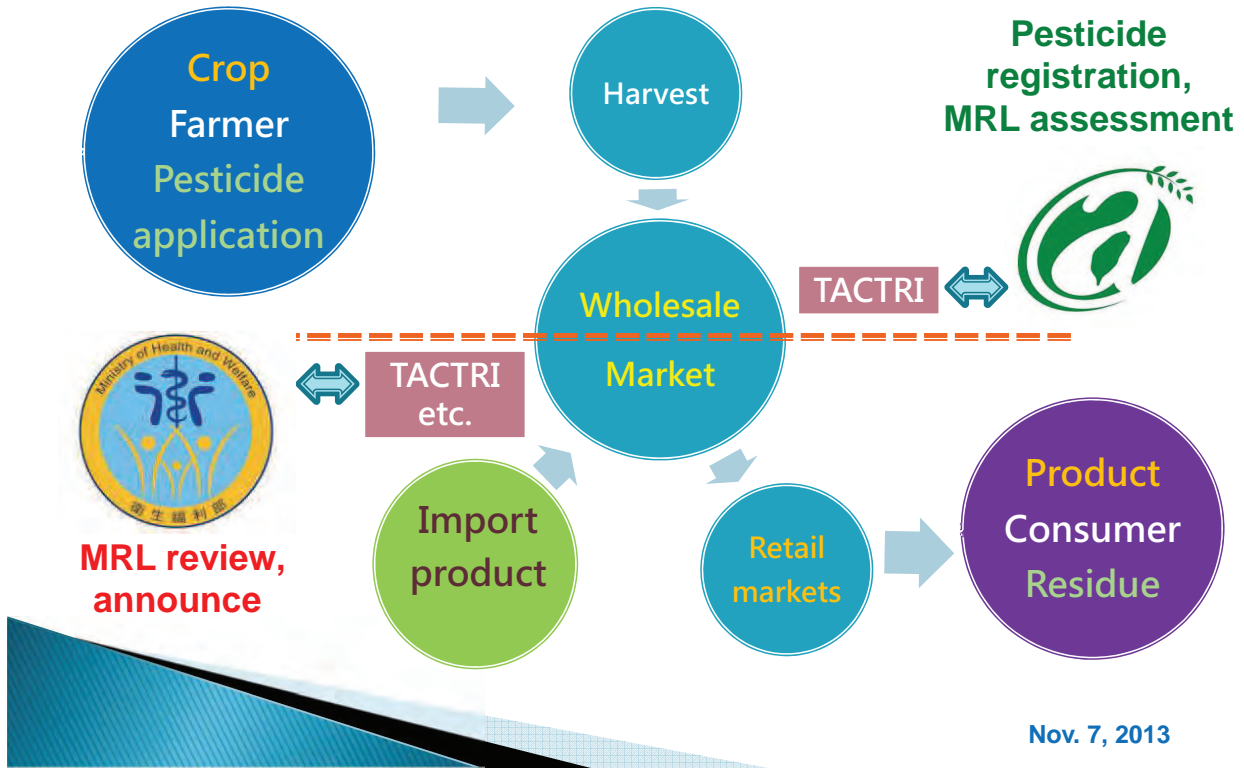 Crop
Farmer
Pesticide
application
Harvest
Pesticide
registration,
MRL assessment
TACTRI
Wholesale
Market
Ministry of Health and Welfare
衛生福利部
TACTRI
etc.
MRL review,
announce
Import
product
Retail
markets
Product
Consumer
Residue
Nov. 7, 2013